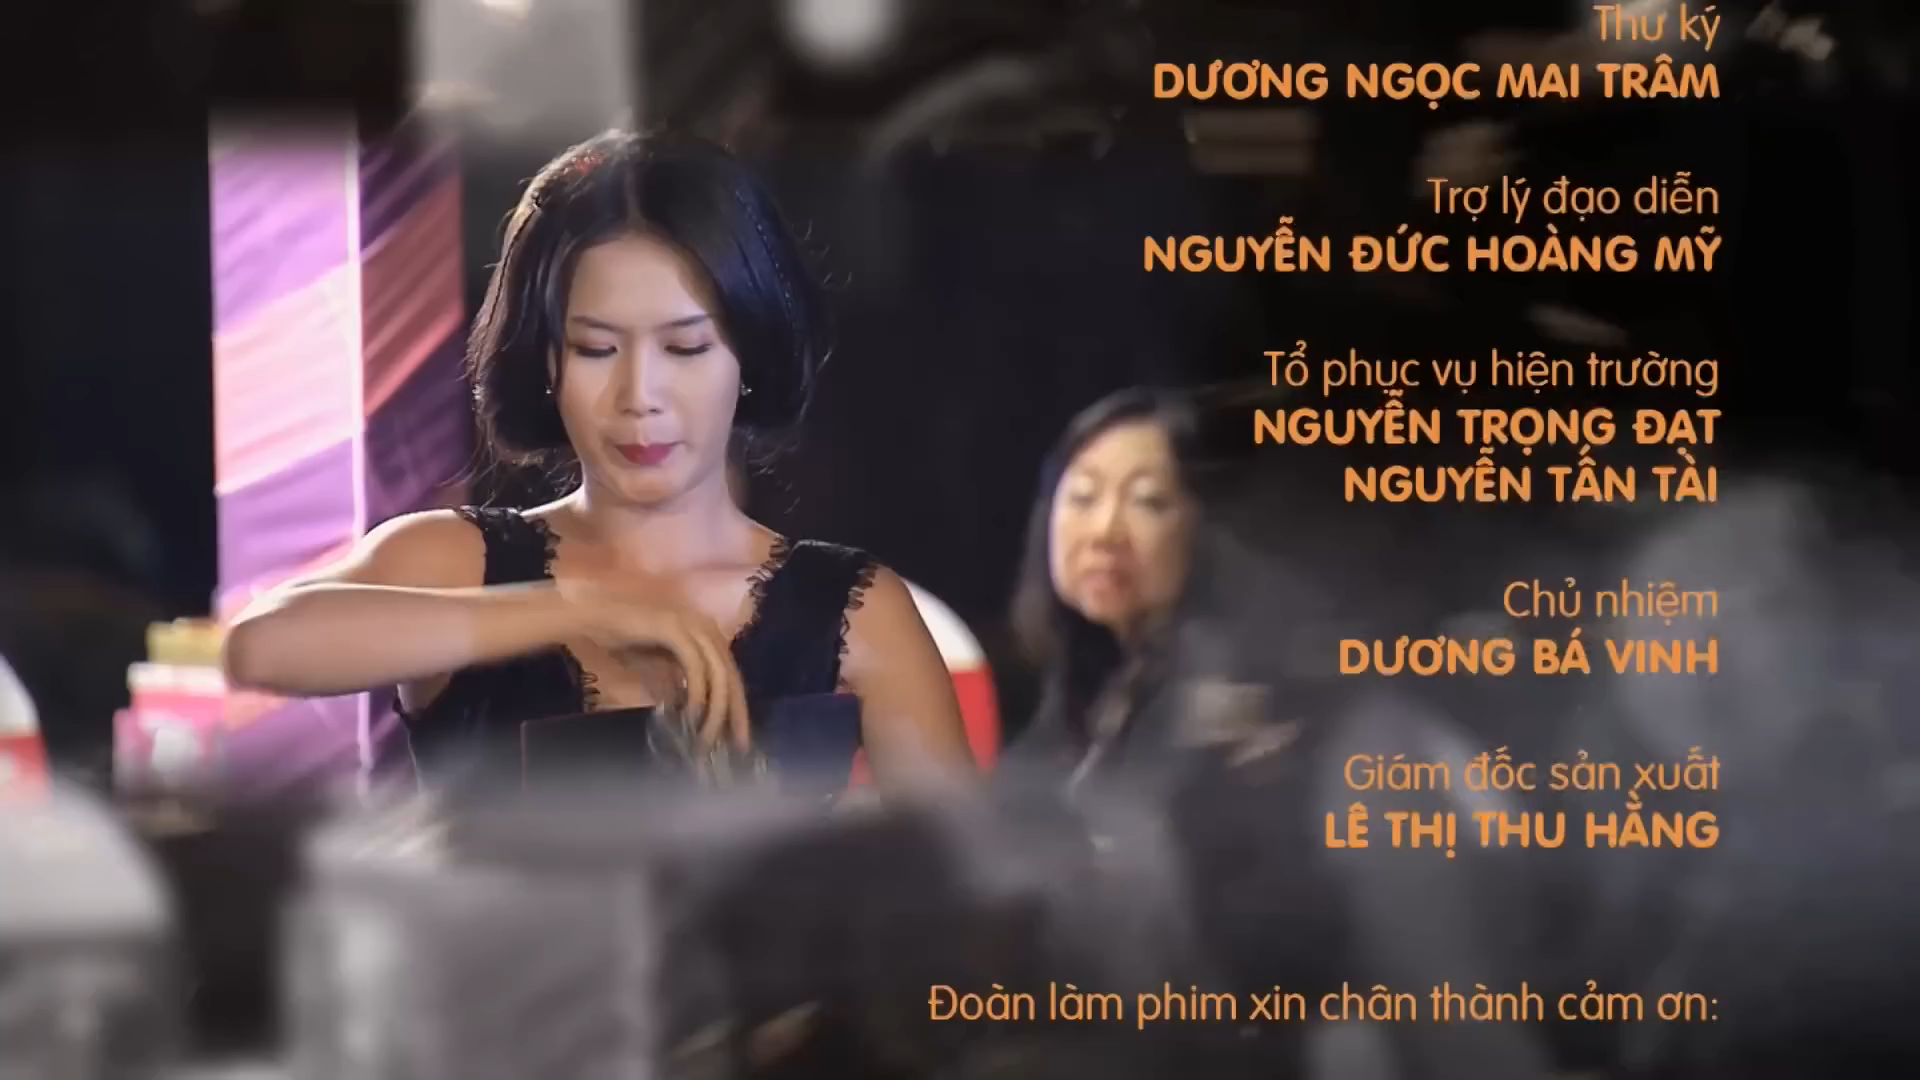 Thư ký
DƯƠNG NGỌC MAI TRÂM
Trợ lý đạo diễn
NGUYỄN ĐỨC HOÀNG MỸ
Tổ phục vụ hiện trường
NGUYỄN TRỌNG ĐẠT
NGUYỄN TẤN TÀI
Chủ nhiệm
DƯƠNG BÁ VINH
Giám đốc sản xuất
LÊ THỊ THU HẰNG
Đoàn làm phim xin chân thành cảm ơn: